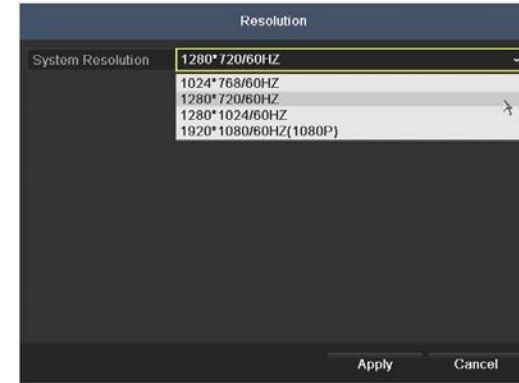 Resolution
System Resolution 1280*720/60HZ
1024*768/60HZ
1280*720/60HZ
1280*1024/60HZ
1920*1080/60HZ(1080P)
Apply Cancel